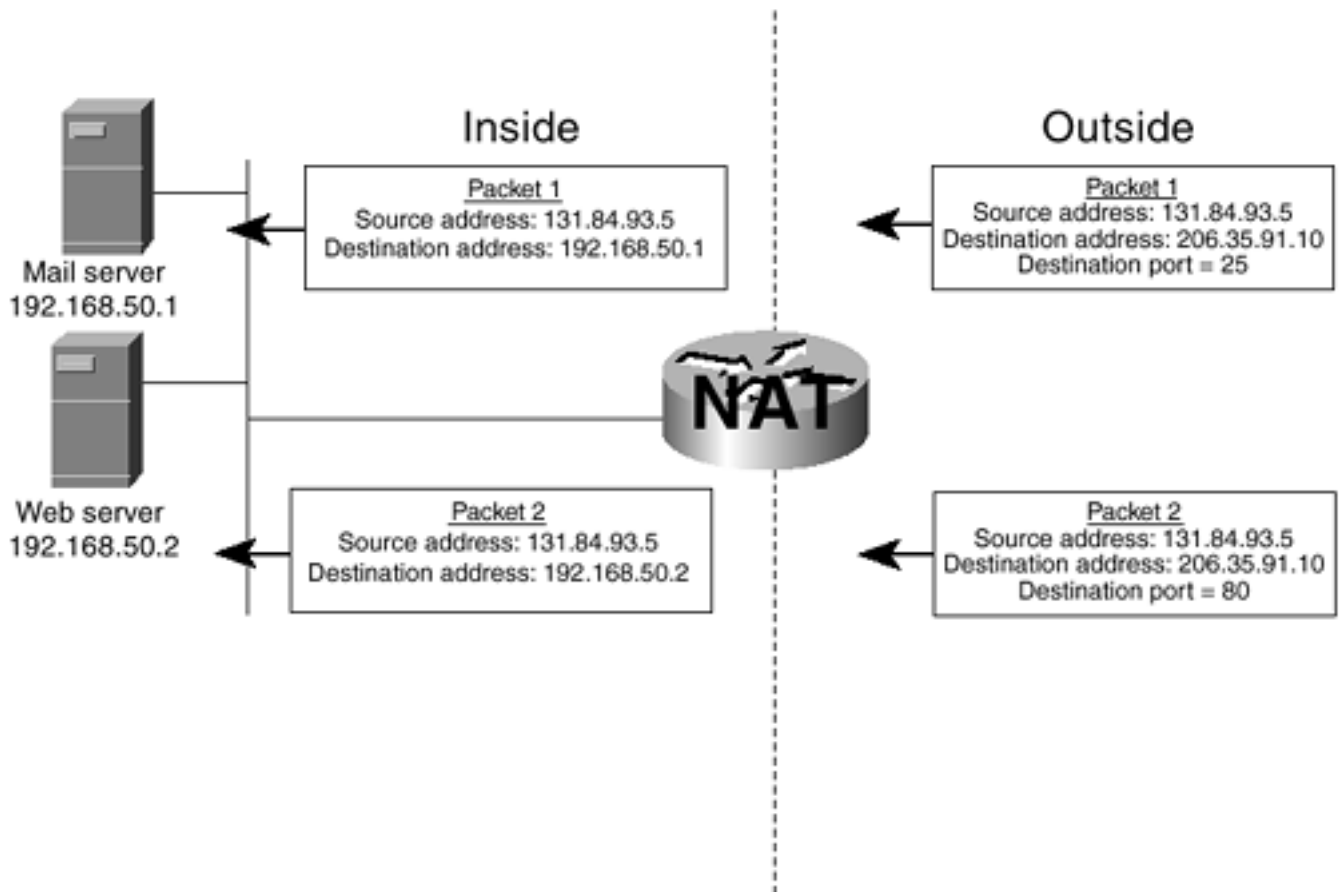 Inside
Outside
Packet 1
Source address: 131.84.93.5
Destination address: 192.168.50.1
Packet 1
Source address: 131.84.93.5
Destination address: 206.35.91.10
Destination port = 25
Mail server
192.168.50.1
NAT
Web server
192.168.50.2
Packet 2
Source address: 131.84.93.5
Destination address: 192.168.50.2
Packet 2
Source address: 131.84.93.5
Destination address: 206.35.91.10
Destination port = 80